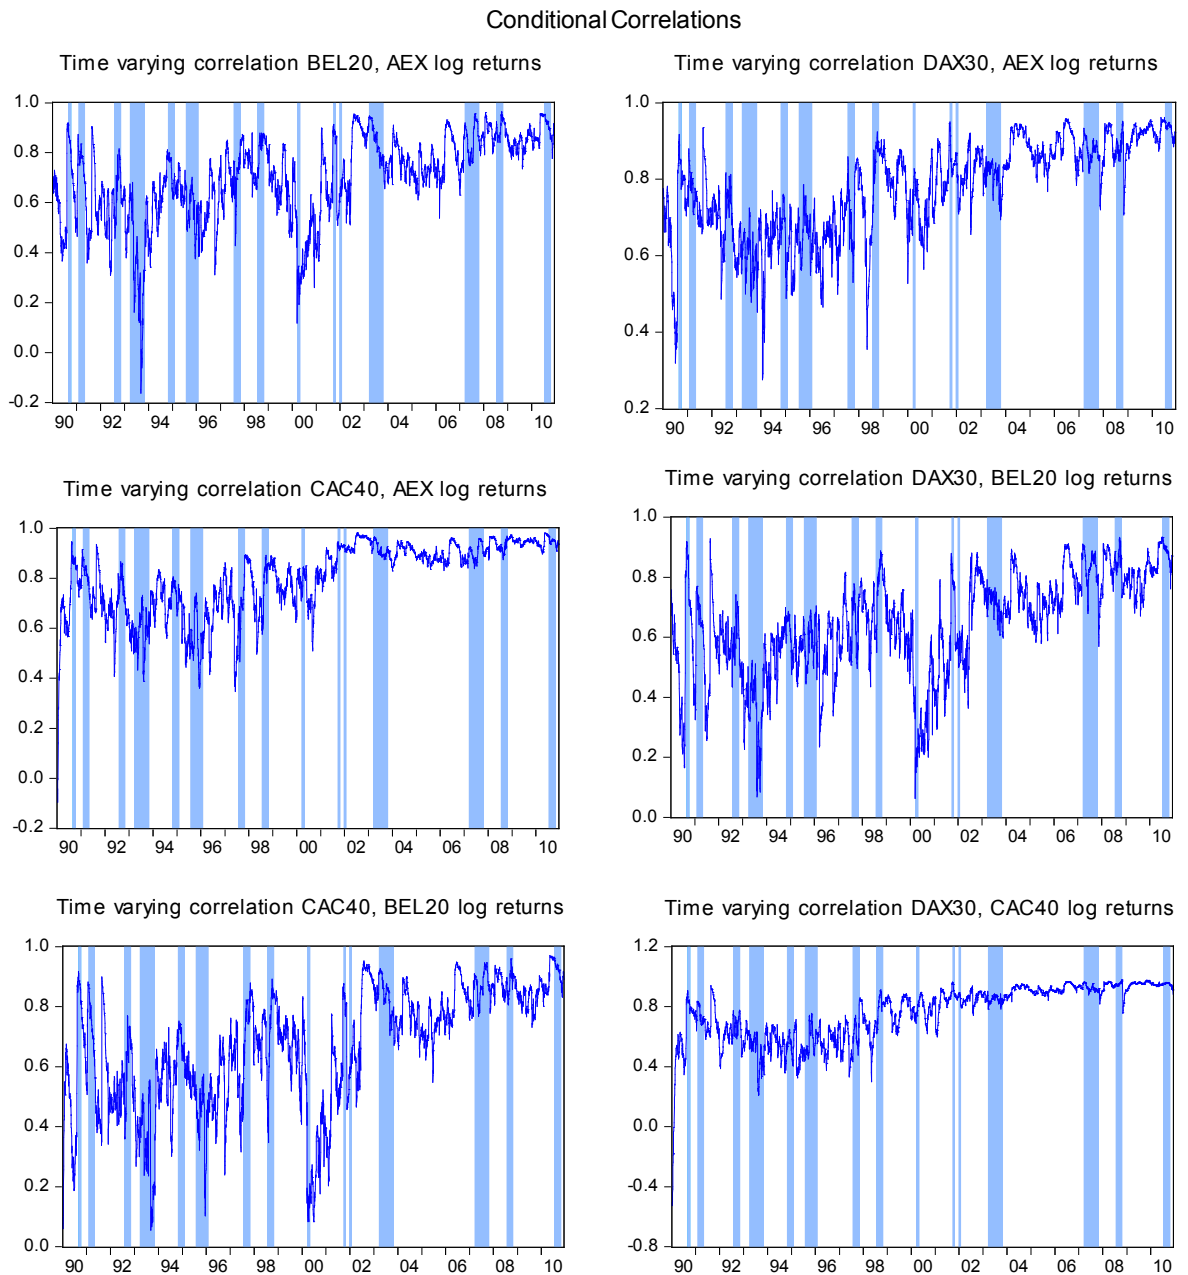 Conditional Correlations
Time varying correlation BEL20, AEX log returns
1.0
0.8
0.6
0.4
0.2
0.0
-0.2
90 92 94 96 98 00 02 04 06 08 10
Time varying correlation DAX30, AEX log returns
1.0
0.8
0.6
0.4
0.2
90 92 94 96 98 00 02 04 06 08 10
Time varying correlation CAC40, AEX log returns
1.0
0.8
0.6
0.4
0.2
0.0
-0.2
90 92 94 96 98 00 02 04 06 08 10
Time varying correlation DAX30, BEL20 log returns
1.0
0.8
0.6
0.4
0.2
0.0
90 92 94 96 98 00 02 04 06 08 10
Time varying correlation CAC40, BEL20 log returns
1.0
0.8
0.6
0.4
0.2
0.0
90 92 94 96 98 00 02 04 06 08 10
Time varying correlation DAX30, CAC40 log returns
1.2
0.8
0.4
0.0
-0.4
-0.8
90 92 94 96 98 00 02 04 06 08 10